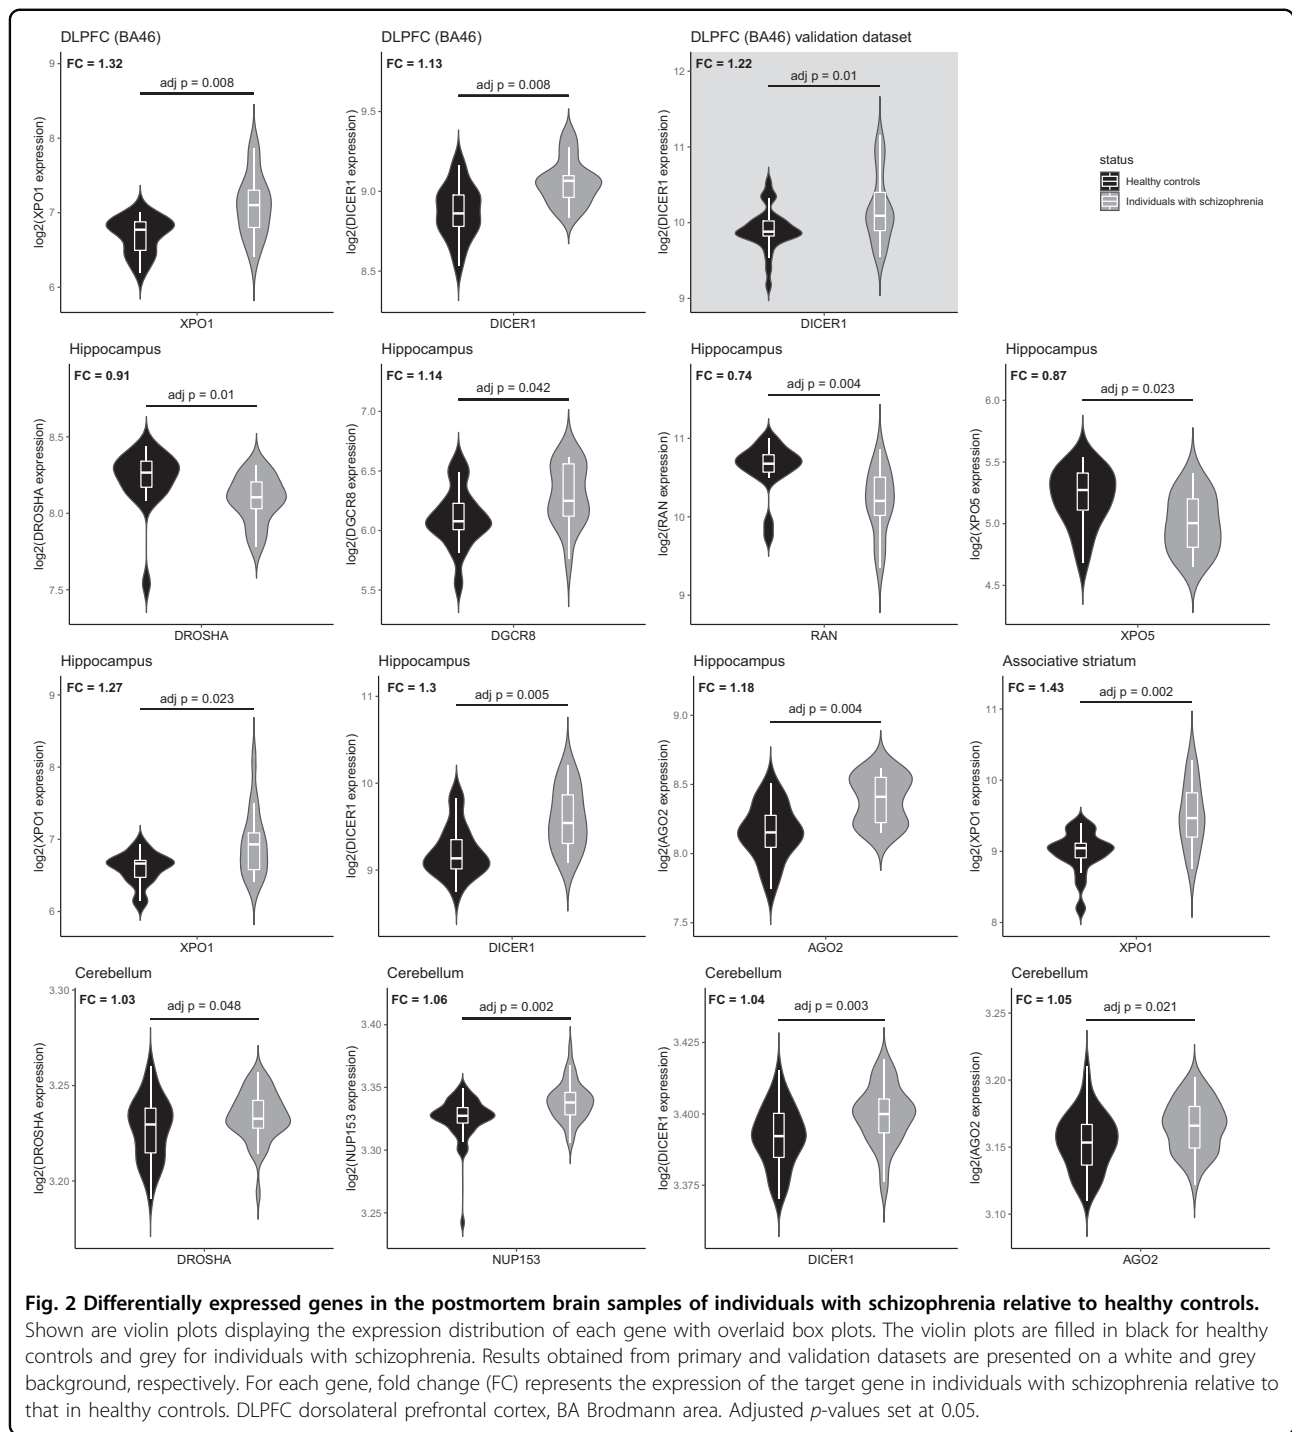 DLPFC (BA46)
FC = 1.32
adj p = 0.008
log2(XPO1 expression)
9
8
7
6
XPO1
DLPFC (BA46)
FC = 1.13
adj p = 0.008
log2(DICER1 expression)
9.5
9.0
8.5
DICER1
DLPFC (BA46) validation dataset
FC = 1.22
adj p = 0.01
log2(DICER1 expression)
12
11
10
9
DICER1
status
Healthy controls
Individuals with schizophrenia
Hippocampus
FC = 0.91
adj p = 0.01
log2(DROSHA expression)
8.5
8.0
7.5
DROSHA
Hippocampus
FC = 1.14
adj p = 0.042
log2(DGCR8 expression)
7.0
6.5
6.0
5.5
DGCR8
Hippocampus
FC = 0.74
adj p = 0.004
log2(RAN expression)
11
10
9
RAN
Hippocampus
FC = 0.87
adj p = 0.023
log2(XPO5 expression)
6.0
5.5
5.0
4.5
XPO5
Hippocampus
FC = 1.27
adj p = 0.023
log2(XPO1 expression)
9
8
7
6
XPO1
Hippocampus
FC = 1.3
adj p = 0.005
log2(DICER1 expression)
11
10
9
DICER1
Hippocampus
FC = 1.18
adj p = 0.004
log2(AGO2 expression)
9.0
8.5
8.0
7.5
AGO2
Associative striatum
FC = 1.43
adj p = 0.002
log2(XPO1 expression)
11
10
9
8
XPO1
Cerebellum
FC = 1.03
adj p = 0.048
log2(DROSHA expression)
3.30
3.25
3.20
DROSHA
Cerebellum
FC = 1.06
adj p = 0.002
log2(NUP153 expression)
3.40
3.35
3.30
3.25
NUP153
Cerebellum
FC = 1.04
adj p = 0.003
log2(DICER1 expression)
3.425
3.400
3.375
DICER1
Cerebellum
FC = 1.05
adj p = 0.021
log2(AGO2 expression)
3.25
3.20
3.15
3.10
AGO2
Fig. 2 Differentially expressed genes in the postmortem brain samples of individuals with schizophrenia relative to healthy controls.
Shown are violin plots displaying the expression distribution of each gene with overlaid box plots. The violin plots are filled in black for healthy
controls and grey for individuals with schizophrenia. Results obtained from primary and validation datasets are presented on a white and grey
background, respectively. For each gene, fold change (FC) represents the expression of the target gene in individuals with schizophrenia relative to
that in healthy controls. DLPFC dorsolateral prefrontal cortex, BA Brodmann area. Adjusted p-values set at 0.05.